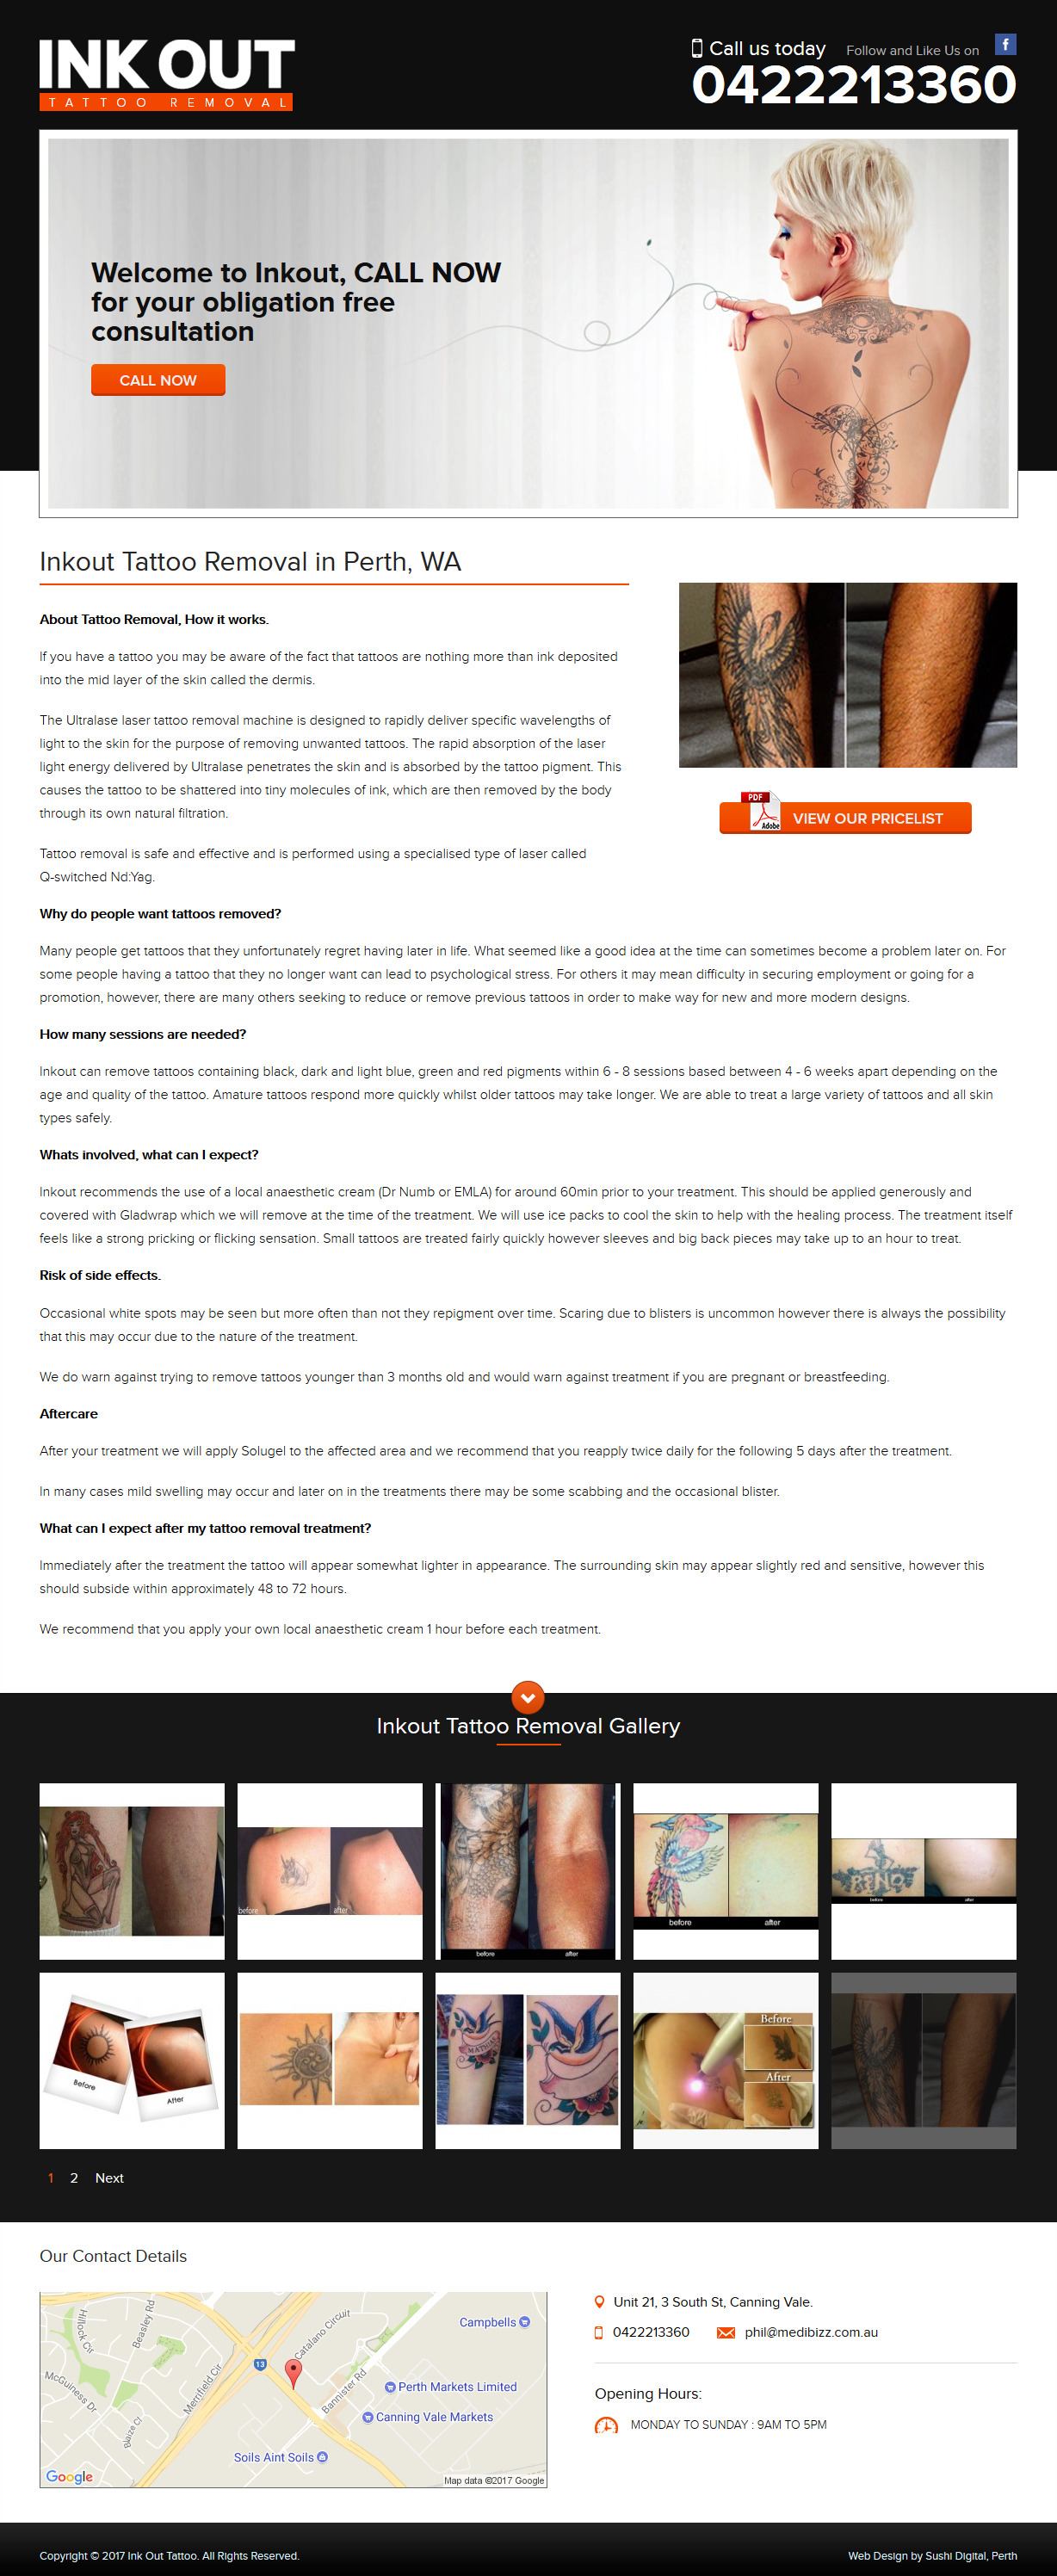 INK OUT
TATTOO REMOVAL
Call us today
Follow and Like Us on
f
0422213360
Welcome to Inkout, CALL NOW
for your obligation free
consultation
CALL NOW
Inkout Tattoo Removal in Perth, WA
About Tattoo Removal, How it works.
If you have a tattoo you may be aware of the fact that tattoos are nothing more than ink deposited
into the mid layer of the skin called the dermis.
The Ultralase laser tattoo removal machine is designed to rapidly deliver specific wavelengths of
light to the skin for the purpose of removing unwanted tattoos. The rapid absorption of the laser
light energy delivered by Ultralase penetrates the skin and is absorbed by the tattoo pigment. This
causes the tattoo to be shattered into tiny molecules of ink, which are then removed by the body
through its own natural filtration.
Tattoo removal is safe and effective and is performed using a specialised type of laser called
Q-switched Nd:Yag.
PDF
Adobe
VIEW OUR PRICELIST
Why do people want tattoos removed?
Many people get tattoos that they unfortunately regret having later in life. What seemed like a good idea at the time can sometimes become a problem later on. For
some people having a tattoo that they no longer want can lead to psychological stress. For others it may mean difficulty in securing employment or going for a
promotion, however, there are many others seeking to reduce or remove previous tattoos in order to make way for new and more modern designs.
How many sessions are needed?
Inkout can remove tattoos containing black, dark and light blue, green and red pigments within 6 - 8 sessions based between 4 - 6 weeks apart depending on the
age and quality of the tattoo. Amature tattoos respond more quickly whilst older tattoos may take longer. We are able to treat a large variety of tattoos and all skin
types safely.
Whats involved, what can I expect?
Inkout recommends the use of a local anaesthetic cream (Dr Numb or EMLA) for around 60min prior to your treatment. This should be applied generously and
covered with Gladwrap which we will remove at the time of the treatment. We will use ice packs to cool the skin to help with the healing process. The treatment itself
feels like a strong pricking or flicking sensation. Small tattoos are treated fairly quickly however sleeves and big back pieces may take up to an hour to treat.
Risk of side effects.
Occasional white spots may be seen but more often than not they repigment over time. Scaring due to blisters is uncommon however there is always the possibility
that this may occur due to the nature of the treatment.
We do warn against trying to remove tattoos younger than 3 months old and would warn against treatment if you are pregnant or breastfeeding.
Aftercare
After your treatment we will apply Solugel to the affected area and we recommend that you reapply twice daily for the following 5 days after the treatment.
In many cases mild swelling may occur and later on in the treatments there may be some scabbing and the occasional blister.
What can I expect after my tattoo removal treatment?
Immediately after the treatment the tattoo will appear somewhat lighter in appearance. The surrounding skin may appear slightly red and sensitive, however this
should subside within approximately 48 to 72 hours.
We recommend that you apply your own local anaesthetic cream 1 hour before each treatment.
Inkout Tattoo Removal Gallery
before after
before after
before after
RENO
before after
Before After
Before
After
1 2 Next
Our Contact Details
Hillock Cir
Beasley Rd
McGuiness Dr
Blaize Ct
Merrifield Cir
Catalano Circuit
Bannister Rd
13
Campbells
Perth Markets Limited
Canning Vale Markets
Soils Aint Soils
Google
Map data ©2017 Google
Unit 21, 3 South St, Canning Vale.
0422213360
phil@medibizz.com.au
Opening Hours:
MONDAY TO SUNDAY : 9AM TO 5PM
Copyright © 2017 Ink Out Tattoo. All Rights Reserved.
Web Design by Sushi Digital, Perth